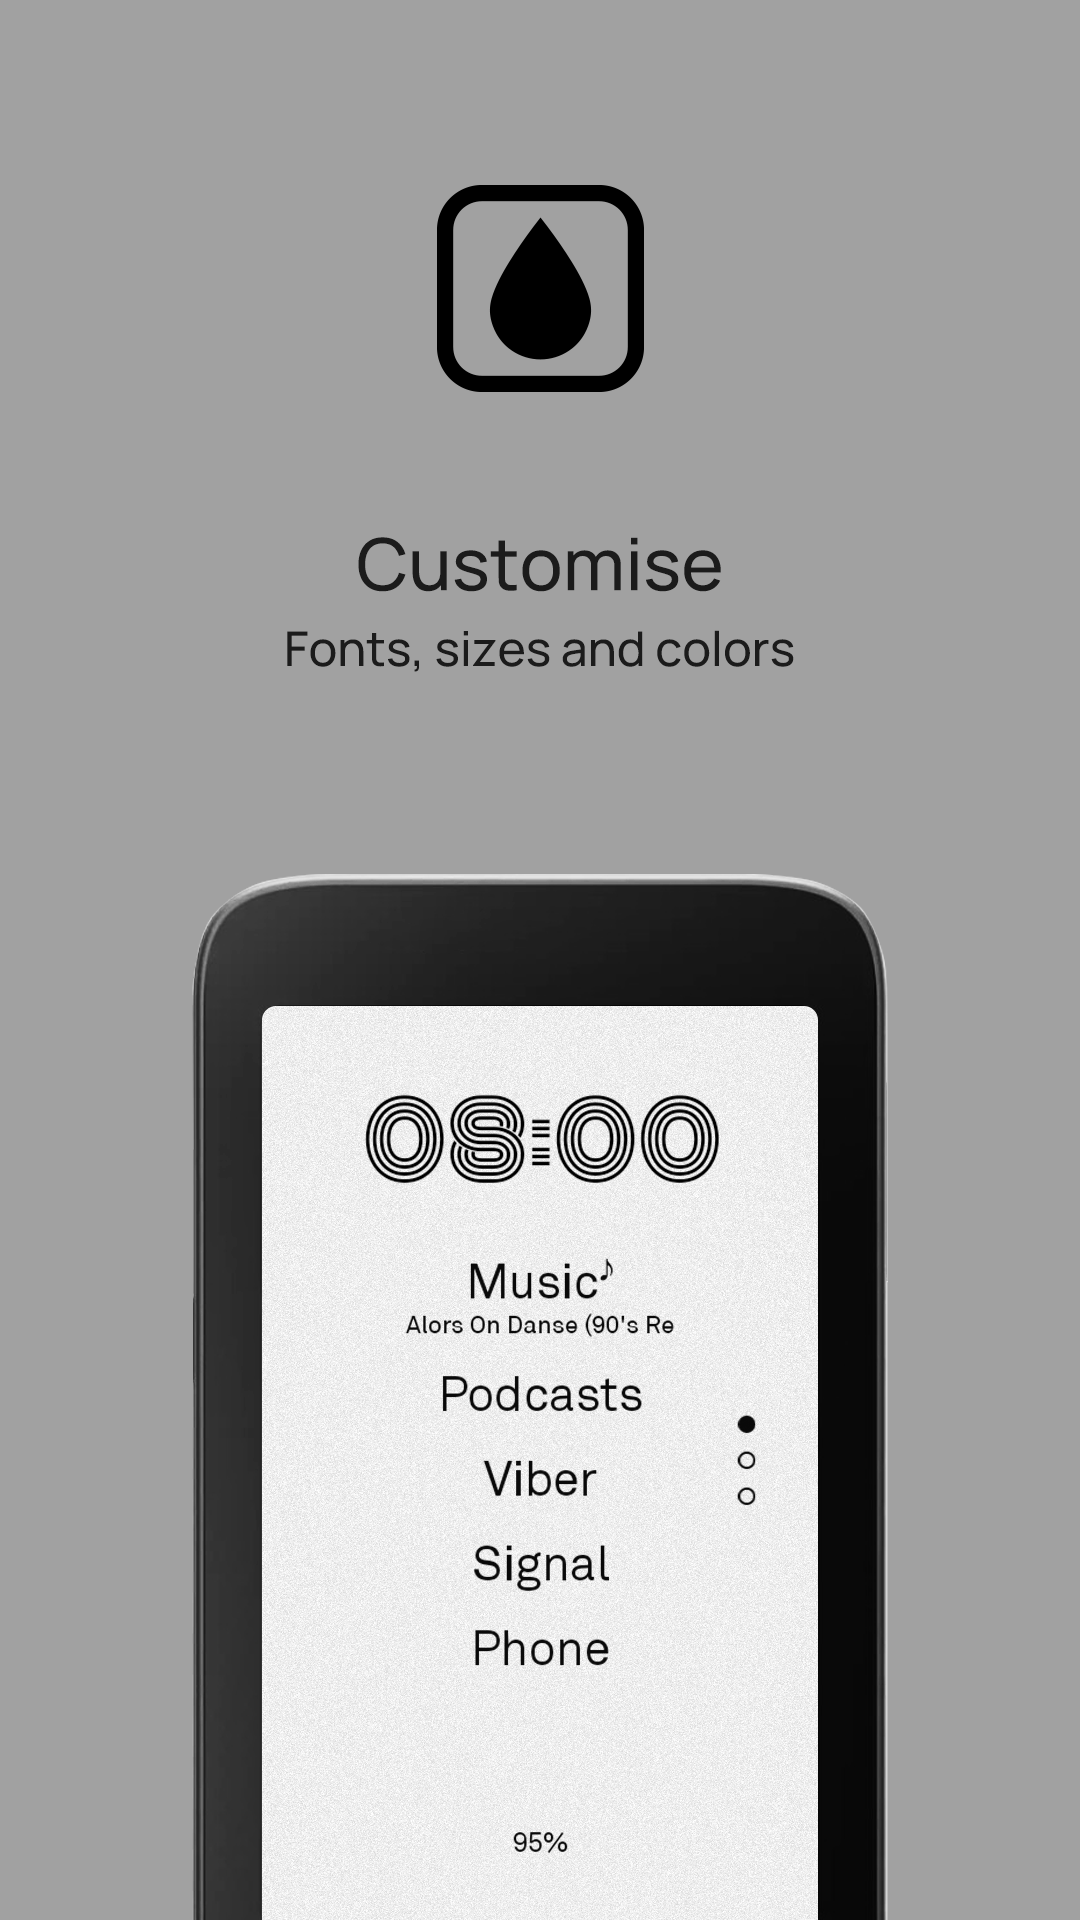 Customise
Fonts, sizes and colors
08:00
Music♪
Alors On Danse (90's Re
Podcasts
Viber
Signal
Phone
95%